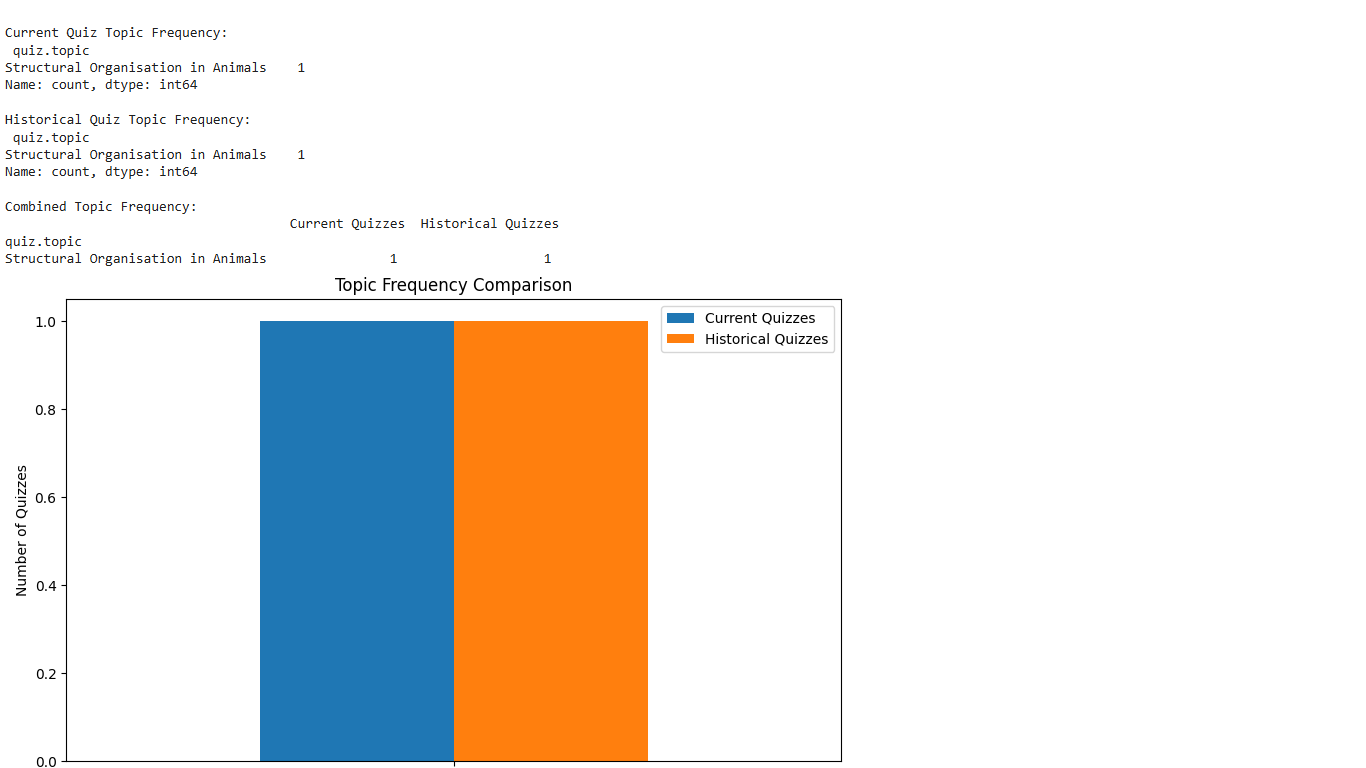 Current Quiz Topic Frequency:
quiz.topic
Structural Organisation in Animals 1
Name: count, dtype: int64
Historical Quiz Topic Frequency:
quiz.topic
Structural Organisation in Animals 1
Name: count, dtype: int64
Combined Topic Frequency:
Current Quizzes Historical Quizzes
quiz.topic
Structural Organisation in Animals 1 1
Topic Frequency Comparison
Current Quizzes
Historical Quizzes
1.0
0.8
0.6
0.4
0.2
0.0
Number of Quizzes